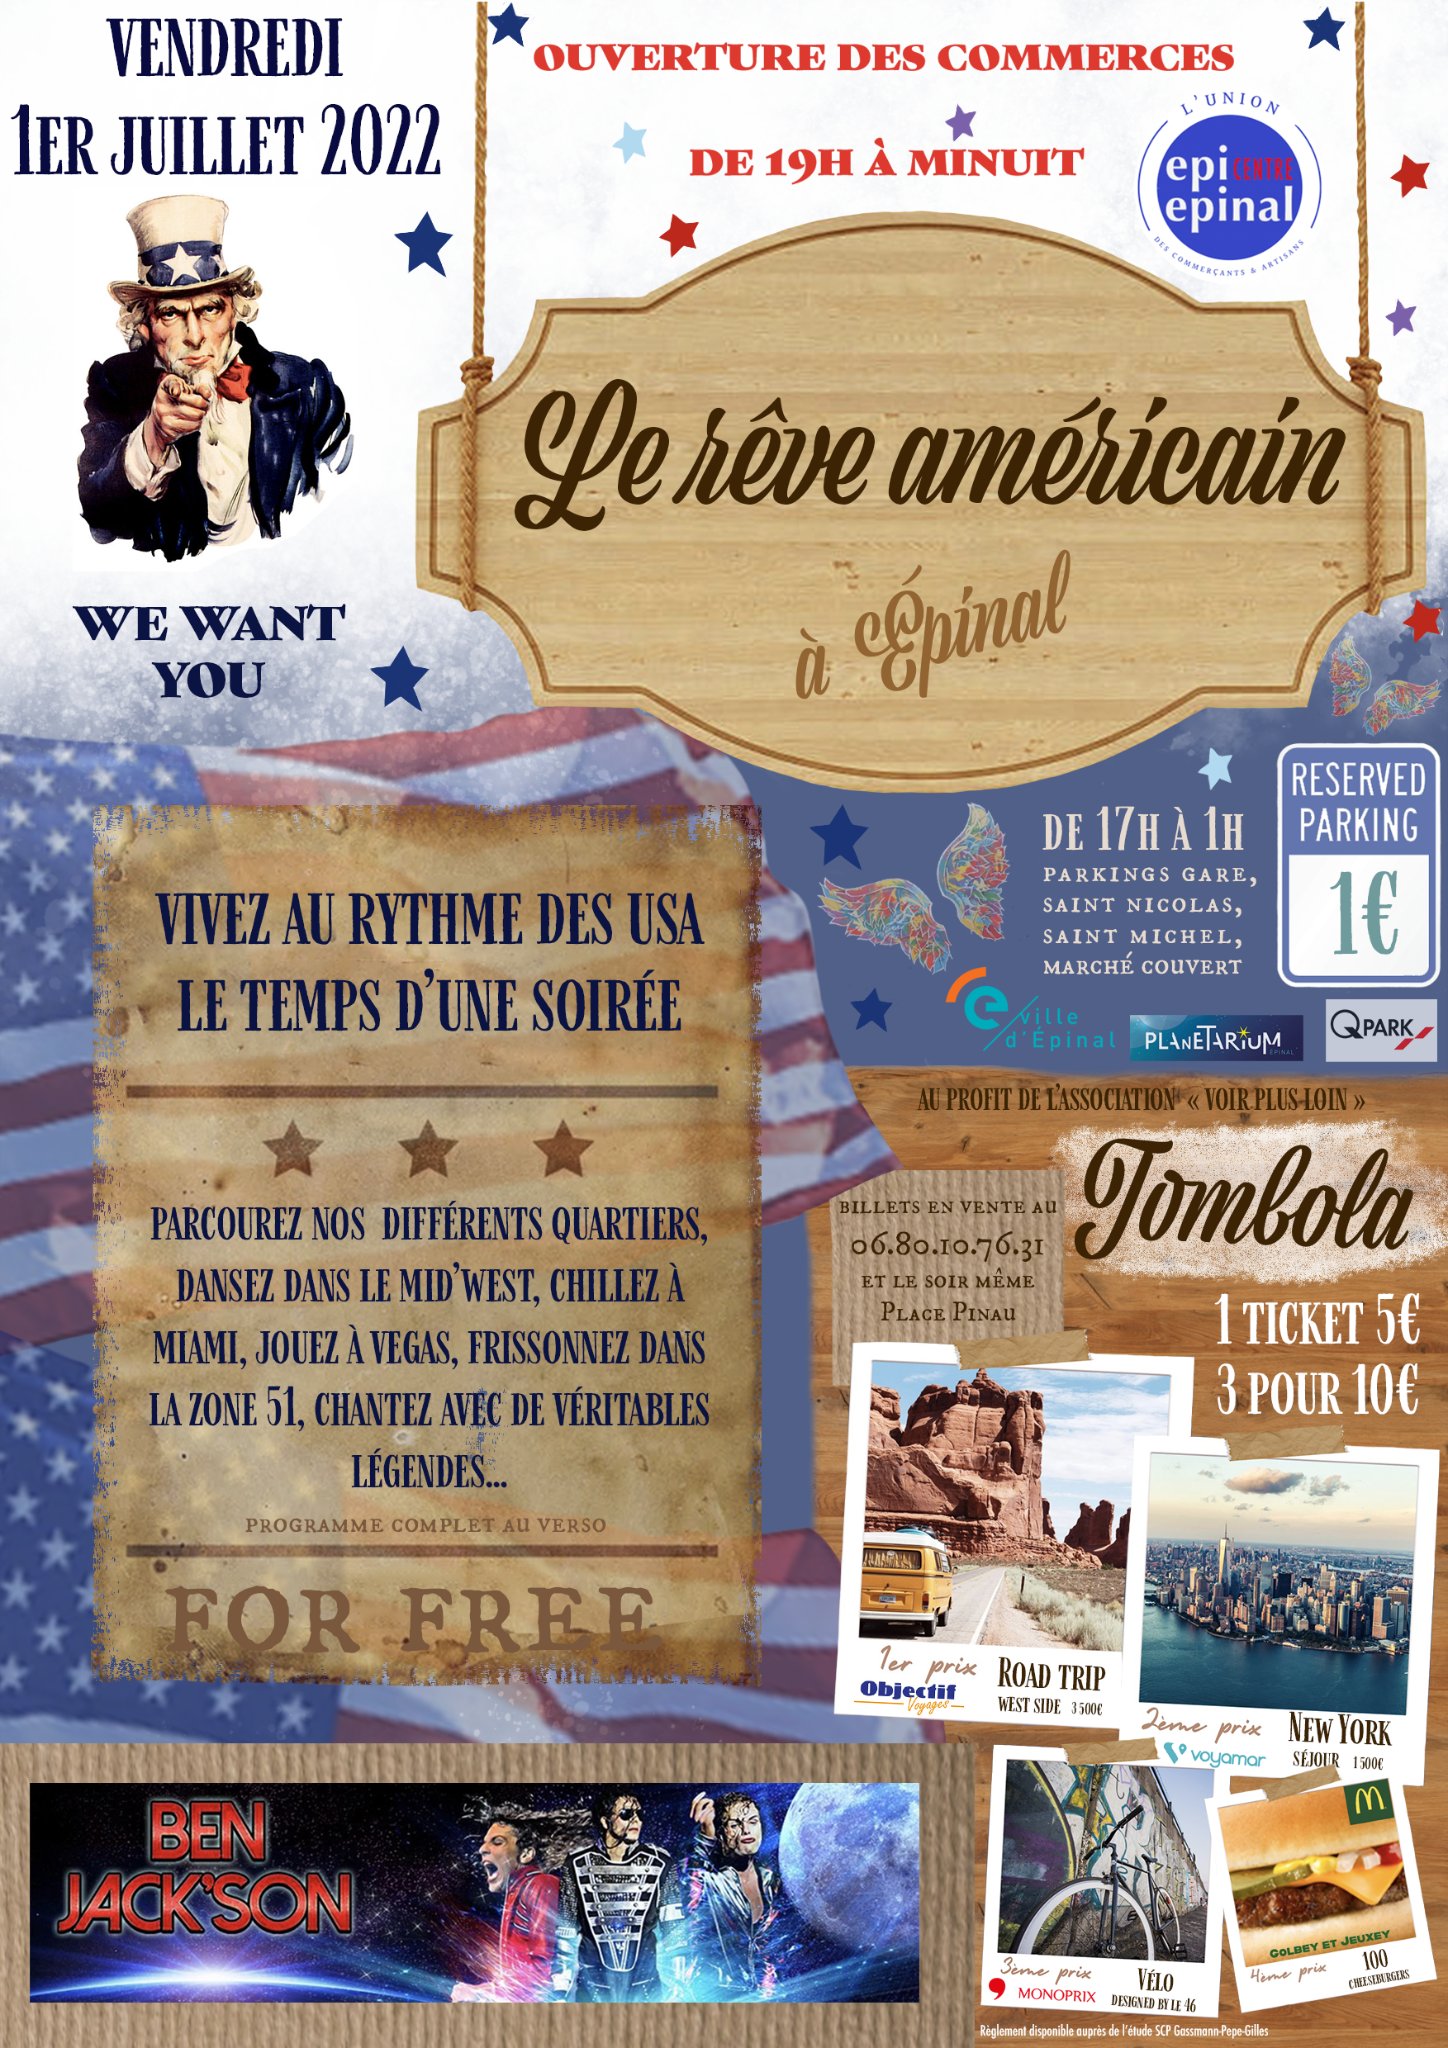 VENDREDI
1ER JUILLET 2022
OUVERTURE DES COMMERCES
DE 19H À MINUIT
L'UNION
epi CENTRE
epinal
DES COMMERÇANTS & ARTISANS
WE WANT
YOU
Le rêve américain
à Épinal
DE 17H À 1H
PARKINGS GARE,
SAINT NICOLAS,
SAINT MICHEL,
MARCHÉ COUVERT
RESERVED
PARKING
1€
ville
d'Épinal
PLANETARIUM
EPINAL
QPARK
VIVEZ AU RYTHME DES USA
LE TEMPS D'UNE SOIRÉE
PARCOUREZ NOS DIFFÉRENTS QUARTIERS,
DANSEZ DANS LE MID'WEST, CHILLEZ À
MIAMI, JOUEZ À VEGAS, FRISSONNEZ DANS
LA ZONE 51, CHANTEZ AVEC DE VÉRITABLES
LÉGENDES...
PROGRAMME COMPLET AU VERSO
FOR FREE
AU PROFIT DE L'ASSOCIATION « VOIR PLUS LOIN »
Tombola
BILLETS EN VENTE AU
06.80.10.76.31
ET LE SOIR MÊME
PLACE PINAU
1 TICKET 5€
3 POUR 10€
1er prix
Objectif
Voyages
ROAD TRIP
WEST SIDE 3 500€
2ème prix
voyamar
NEW YORK
SÉJOUR 1 500€
3ème prix
MONOPRIX
VÉLO
DESIGNED BY LE 46
M
GOLBEY ET JEUXEY
4ème prix
100
CHEESEBURGERS
BEN
JACK'SON
Règlement disponible auprès de l'étude SCP Gassmann-Pepe-Gilles